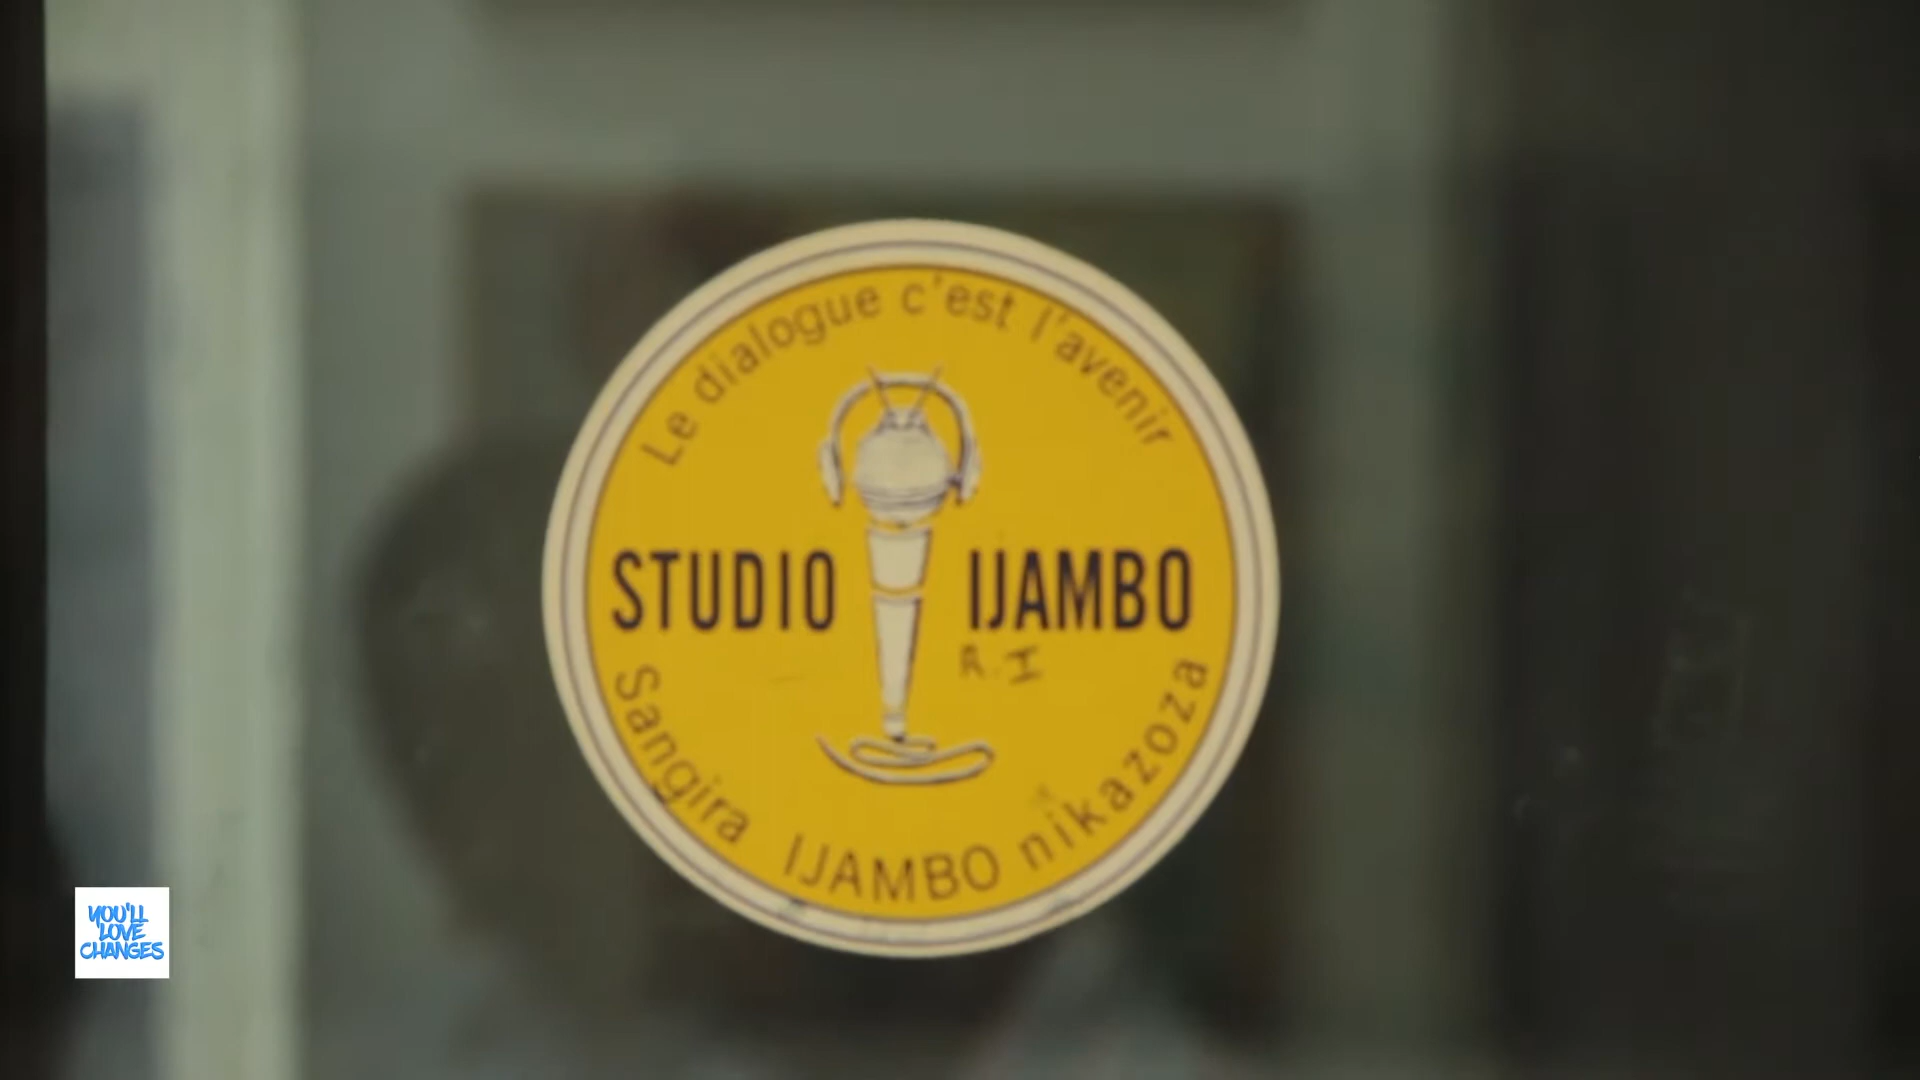 Le dialogue c'est l'avenir
STUDIO IJAMBO
R.I
Sangira IJAMBO nikazoza
YOU'LL
LOVE
CHANGES